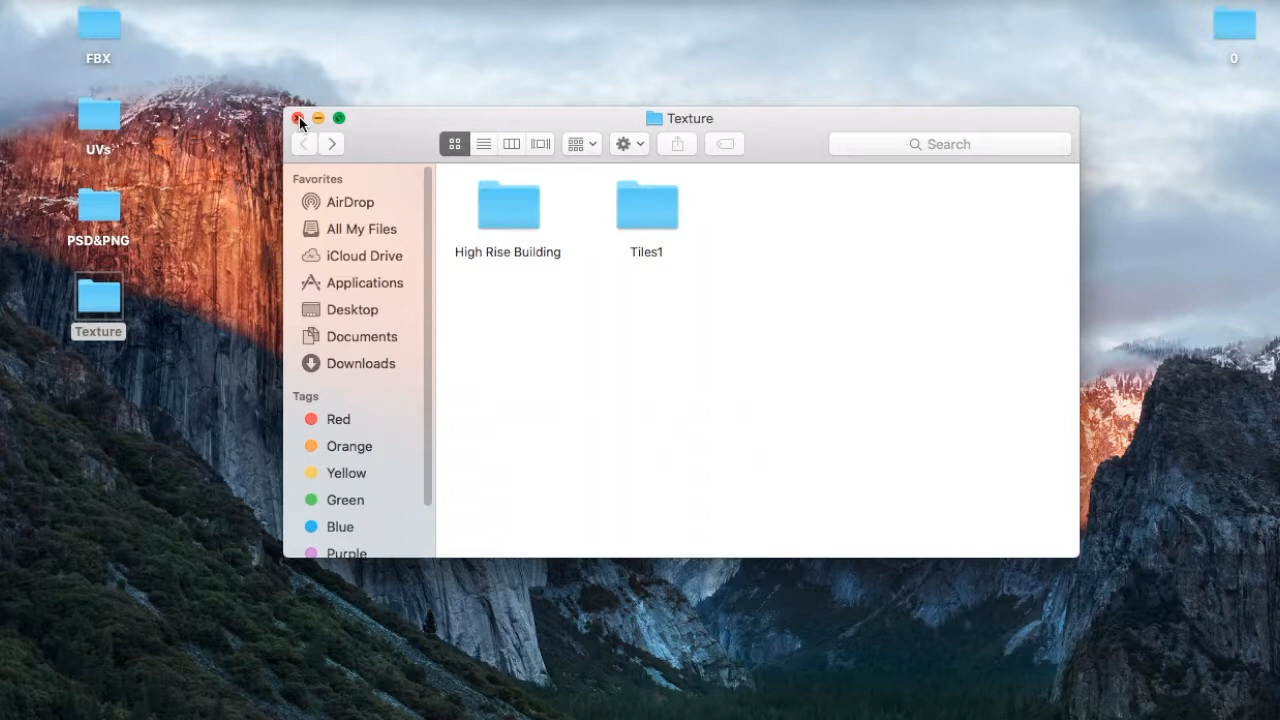 FBX
UVs
PSD&PNG
Texture
0
Texture
Search
Favorites
AirDrop
All My Files
iCloud Drive
Applications
Desktop
Documents
Downloads
Tags
Red
Orange
Yellow
Green
Blue
Purple
High Rise Building
Tiles1